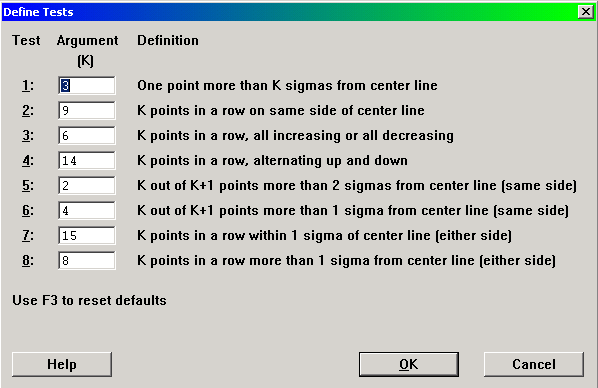 Define Tests
Test Argument Definition
(K)
1: 3 One point more than K sigmas from center line
2: 9 K points in a row on same side of center line
3: 6 K points in a row, all increasing or all decreasing
4: 14 K points in a row, alternating up and down
5: 2 K out of K+1 points more than 2 sigmas from center line (same side)
6: 4 K out of K+1 points more than 1 sigma from center line (same side)
7: 15 K points in a row within 1 sigma of center line (either side)
8: 8 K points in a row more than 1 sigma from center line (either side)
Use F3 to reset defaults
Help OK Cancel